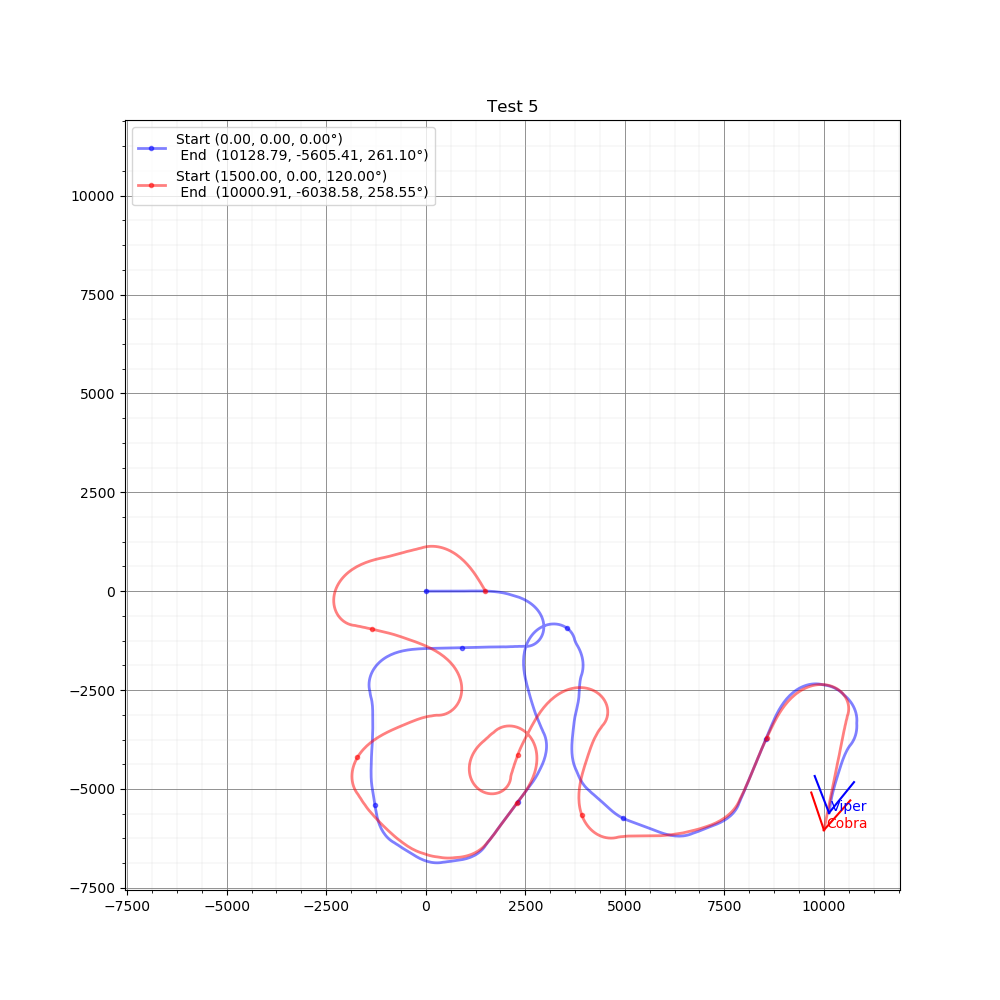 Test 5
Start (0.00, 0.00, 0.00°)
End (10128.79, -5605.41, 261.10°)
Start (1500.00, 0.00, 120.00°)
End (10000.91, -6038.58, 258.55°)
10000
7500
5000
2500
0
−2500
−5000
−7500
Viper
Cobra
−7500 −5000 −2500 0 2500 5000 7500 10000